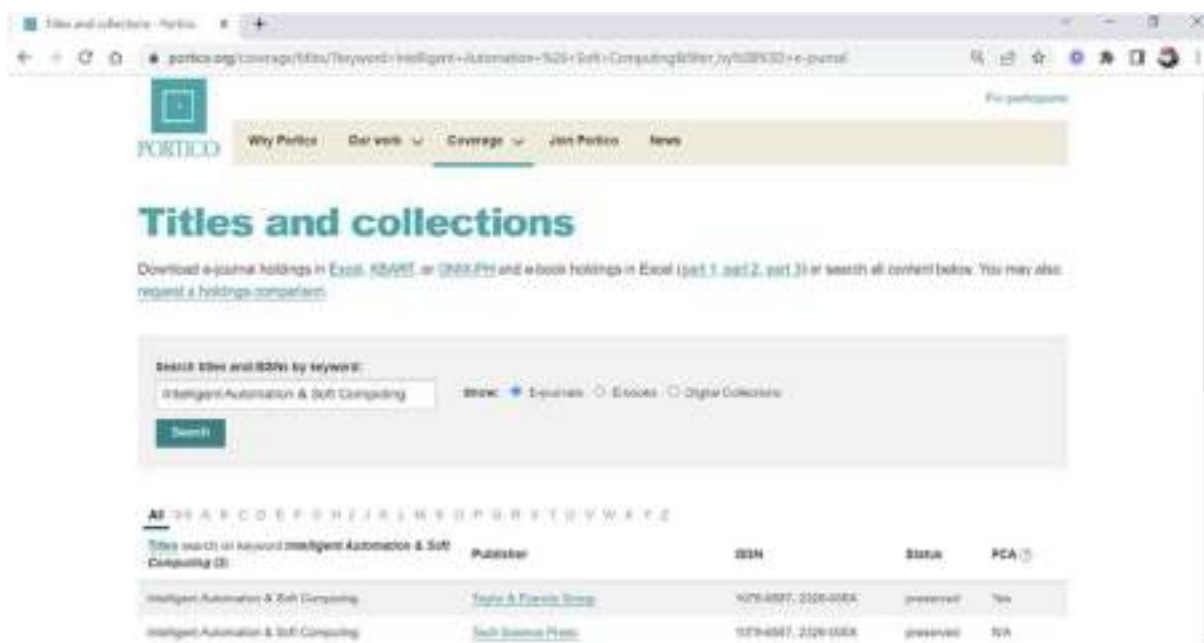 Titles and collections - Portico
portico.org/coverage/titles/?keyword=Intelligent+Automation+%26+Soft+Computing&filter
For participants
PORTICO
Why Portico Our work Coverage Join Portico News
Titles and collections
Download e-journal holdings in Excel, KBART, or ONIX-PH and e-book holdings in Excel (part 1, part 2, part 3) or search all content below. You may also
request a holdings comparison.
Search titles and ISSNs by keyword:
Intelligent Automation & Soft Computing Show: E-journals E-books Digital Collections
Search
All 0-9 A B C D E F G H I J K L M N O P Q R S T U V W X Y Z
Titles search on keyword Intelligent Automation & Soft
Computing (2) Publisher ISSN Status PCA
Intelligent Automation & Soft Computing Taylor & Francis Group preserved Yes
Intelligent Automation & Soft Computing Tech Science Press preserved N/A